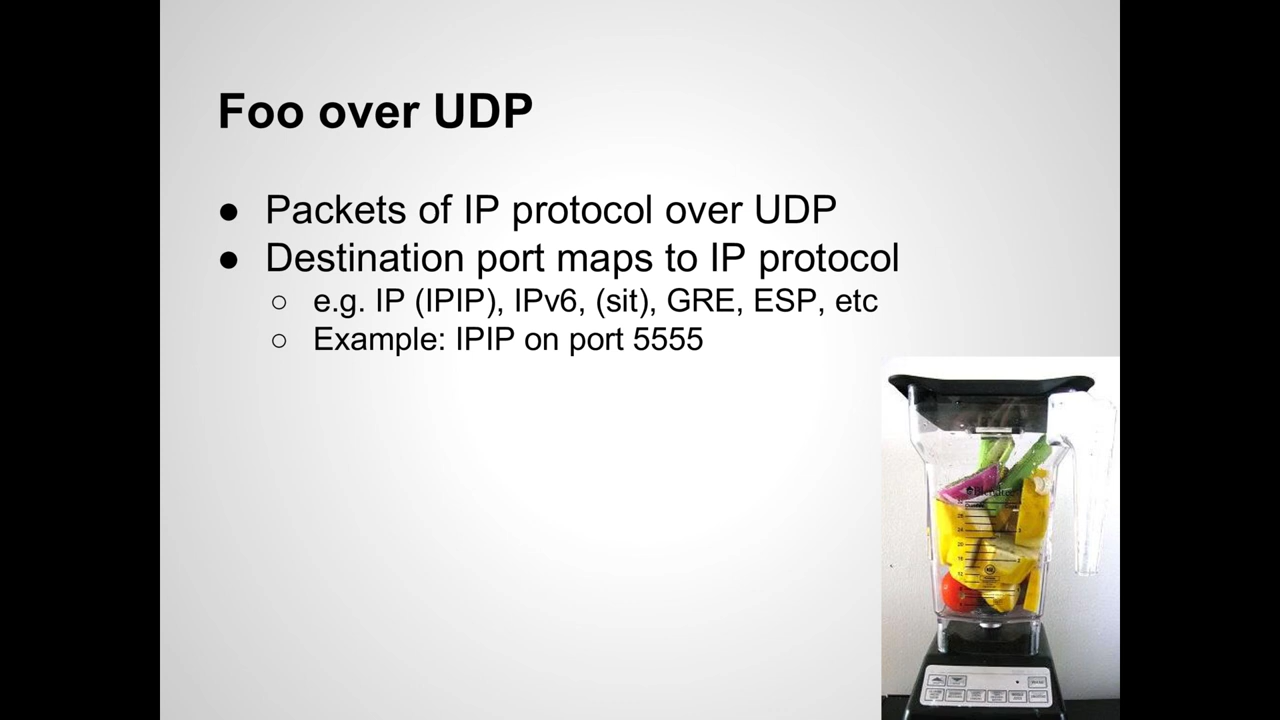 Foo over UDP
● Packets of IP protocol over UDP
● Destination port maps to IP protocol
○ e.g. IP (IPIP), IPv6, (sit), GRE, ESP, etc
○ Example: IPIP on port 5555